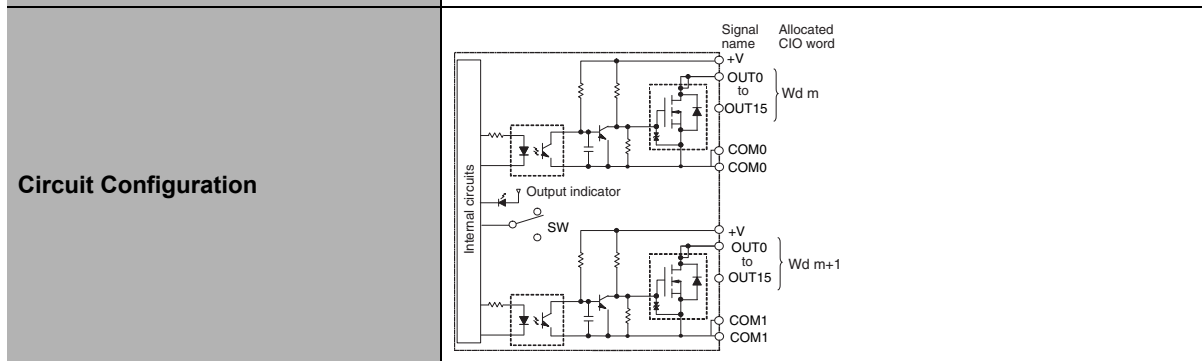 Circuit Configuration
Signal name
Allocated CIO word
Internal circuits
+V
OUT0
to
OUT15
Wd m
COM0
COM0
Output indicator
SW
+V
OUT0
to
OUT15
Wd m+1
COM1
COM1